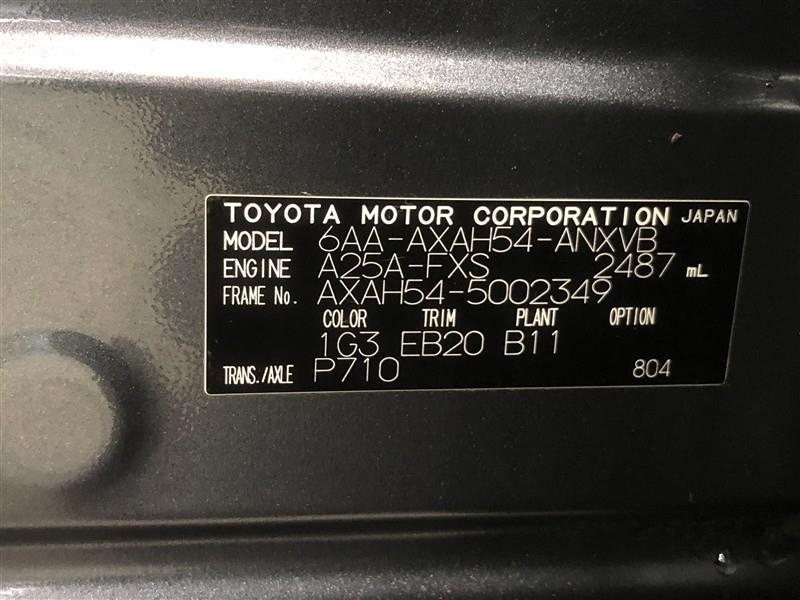 TOYOTA MOTOR CORPORATION JAPAN
MODEL 6AA-AXAH54-ANXVB
ENGINE A25A-FXS 2487 mL
FRAME No. AXAH54-5002349
COLOR TRIM PLANT OPTION
1G3 EB20 B11
TRANS./AXLE P710 804